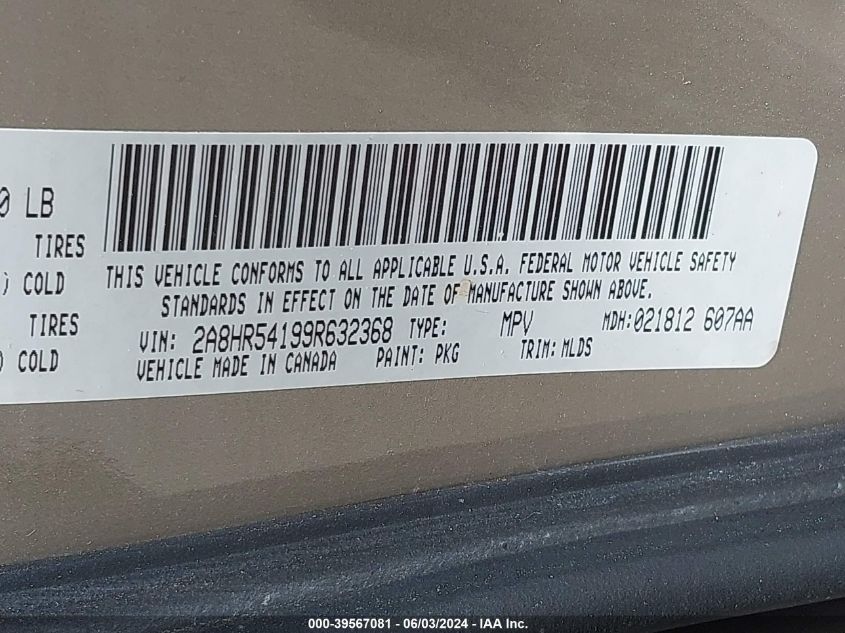 0 LB
TIRES
) COLD
TIRES
) COLD
THIS VEHICLE CONFORMS TO ALL APPLICABLE U.S.A. FEDERAL MOTOR VEHICLE SAFETY
STANDARDS IN EFFECT ON THE DATE OF MANUFACTURE SHOWN ABOVE.
VIN: 2A8HR54199R632368 TYPE: MPV MDH:021812 607AA
VEHICLE MADE IN CANADA PAINT: PKG TRIM: MLDS
000-39567081 - 06/03/2024 - IAA Inc.